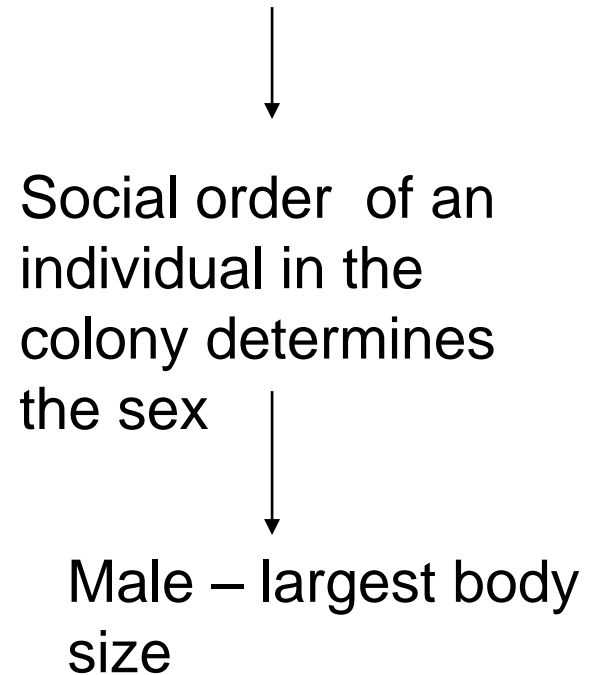 Social order  of an
individual in the
colony determines
the sex
Male – largest body
size